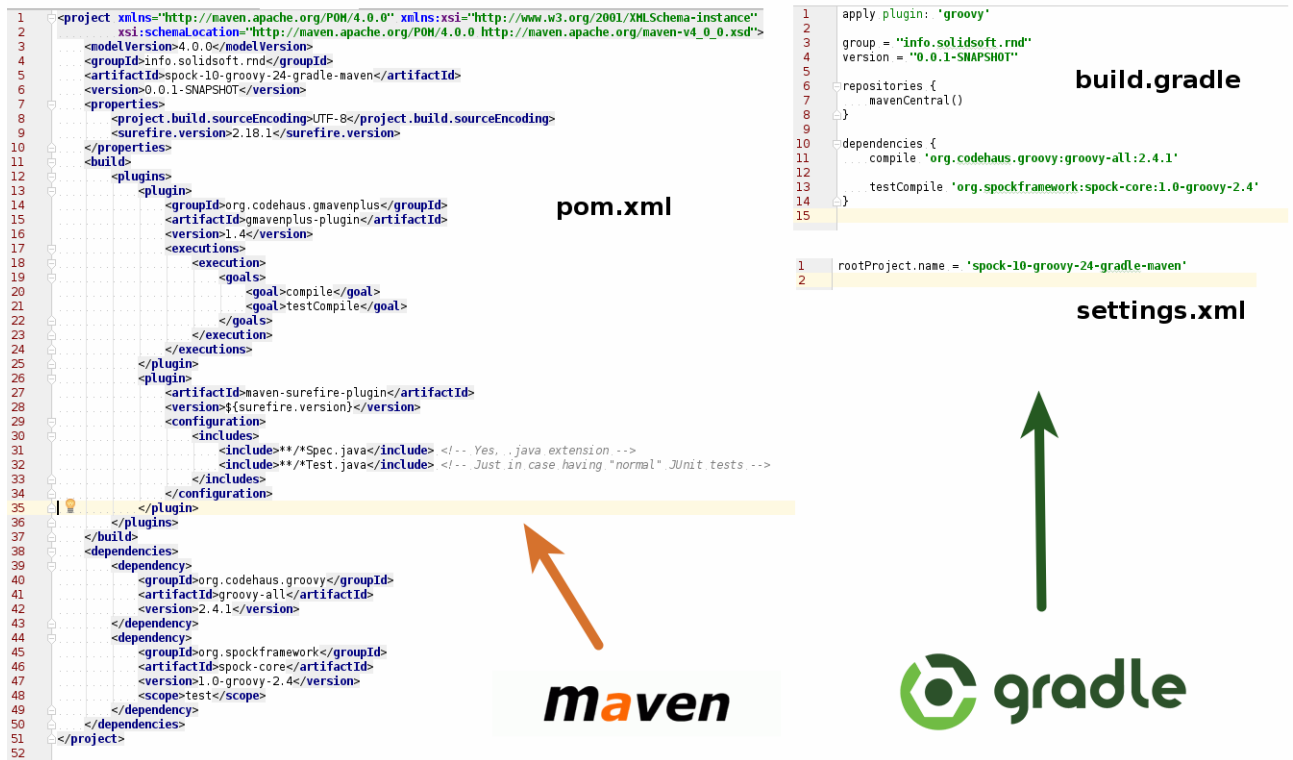 1 <project xmlns="http://maven.apache.org/POM/4.0.0" xmlns:xsi="http://www.w3.org/2001/XMLSchema-instance"
2 xsi:schemaLocation="http://maven.apache.org/POM/4.0.0 http://maven.apache.org/maven-v4_0_0.xsd">
3 <modelVersion>4.0.0</modelVersion>
4 <groupId>info.solidsoft.rnd</groupId>
5 <artifactId>spock-10-groovy-24-gradle-maven</artifactId>
6 <version>0.0.1-SNAPSHOT</version>
7 <properties>
8 <project.build.sourceEncoding>UTF-8</project.build.sourceEncoding>
9 <surefire.version>2.18.1</surefire.version>
10 </properties>
11 <build>
12 <plugins>
13 <plugin>
14 <groupId>org.codehaus.gmavenplus</groupId>
15 <artifactId>gmavenplus-plugin</artifactId>
16 <version>1.4</version>
17 <executions>
18 <execution>
19 <goals>
20 <goal>compile</goal>
21 <goal>testCompile</goal>
22 </goals>
23 </execution>
24 </executions>
25 </plugin>
26 <plugin>
27 <artifactId>maven-surefire-plugin</artifactId>
28 <version>${surefire.version}</version>
29 <configuration>
30 <includes>
31 <include>**/*Spec.java</include> <!-- Yes, .java extension -->
32 <include>**/*Test.java</include> <!-- Just in case having "normal" JUnit tests -->
33 </includes>
34 </configuration>
35 </plugin>
36 </plugins>
37 </build>
38 <dependencies>
39 <dependency>
40 <groupId>org.codehaus.groovy</groupId>
41 <artifactId>groovy-all</artifactId>
42 <version>2.4.1</version>
43 </dependency>
44 <dependency>
45 <groupId>org.spockframework</groupId>
46 <artifactId>spock-core</artifactId>
47 <version>1.0-groovy-2.4</version>
48 <scope>test</scope>
49 </dependency>
50 </dependencies>
51 </project>
52
pom.xml
maven
1 apply plugin: 'groovy'
2
3 group = "info.solidsoft.rnd"
4 version = "0.0.1-SNAPSHOT"
5
6 repositories {
7 mavenCentral()
8 }
9
10 dependencies {
11 compile 'org.codehaus.groovy:groovy-all:2.4.1'
12
13 testCompile 'org.spockframework:spock-core:1.0-groovy-2.4'
14 }
15
build.gradle
1 rootProject.name = 'spock-10-groovy-24-gradle-maven'
2
settings.xml
gradle